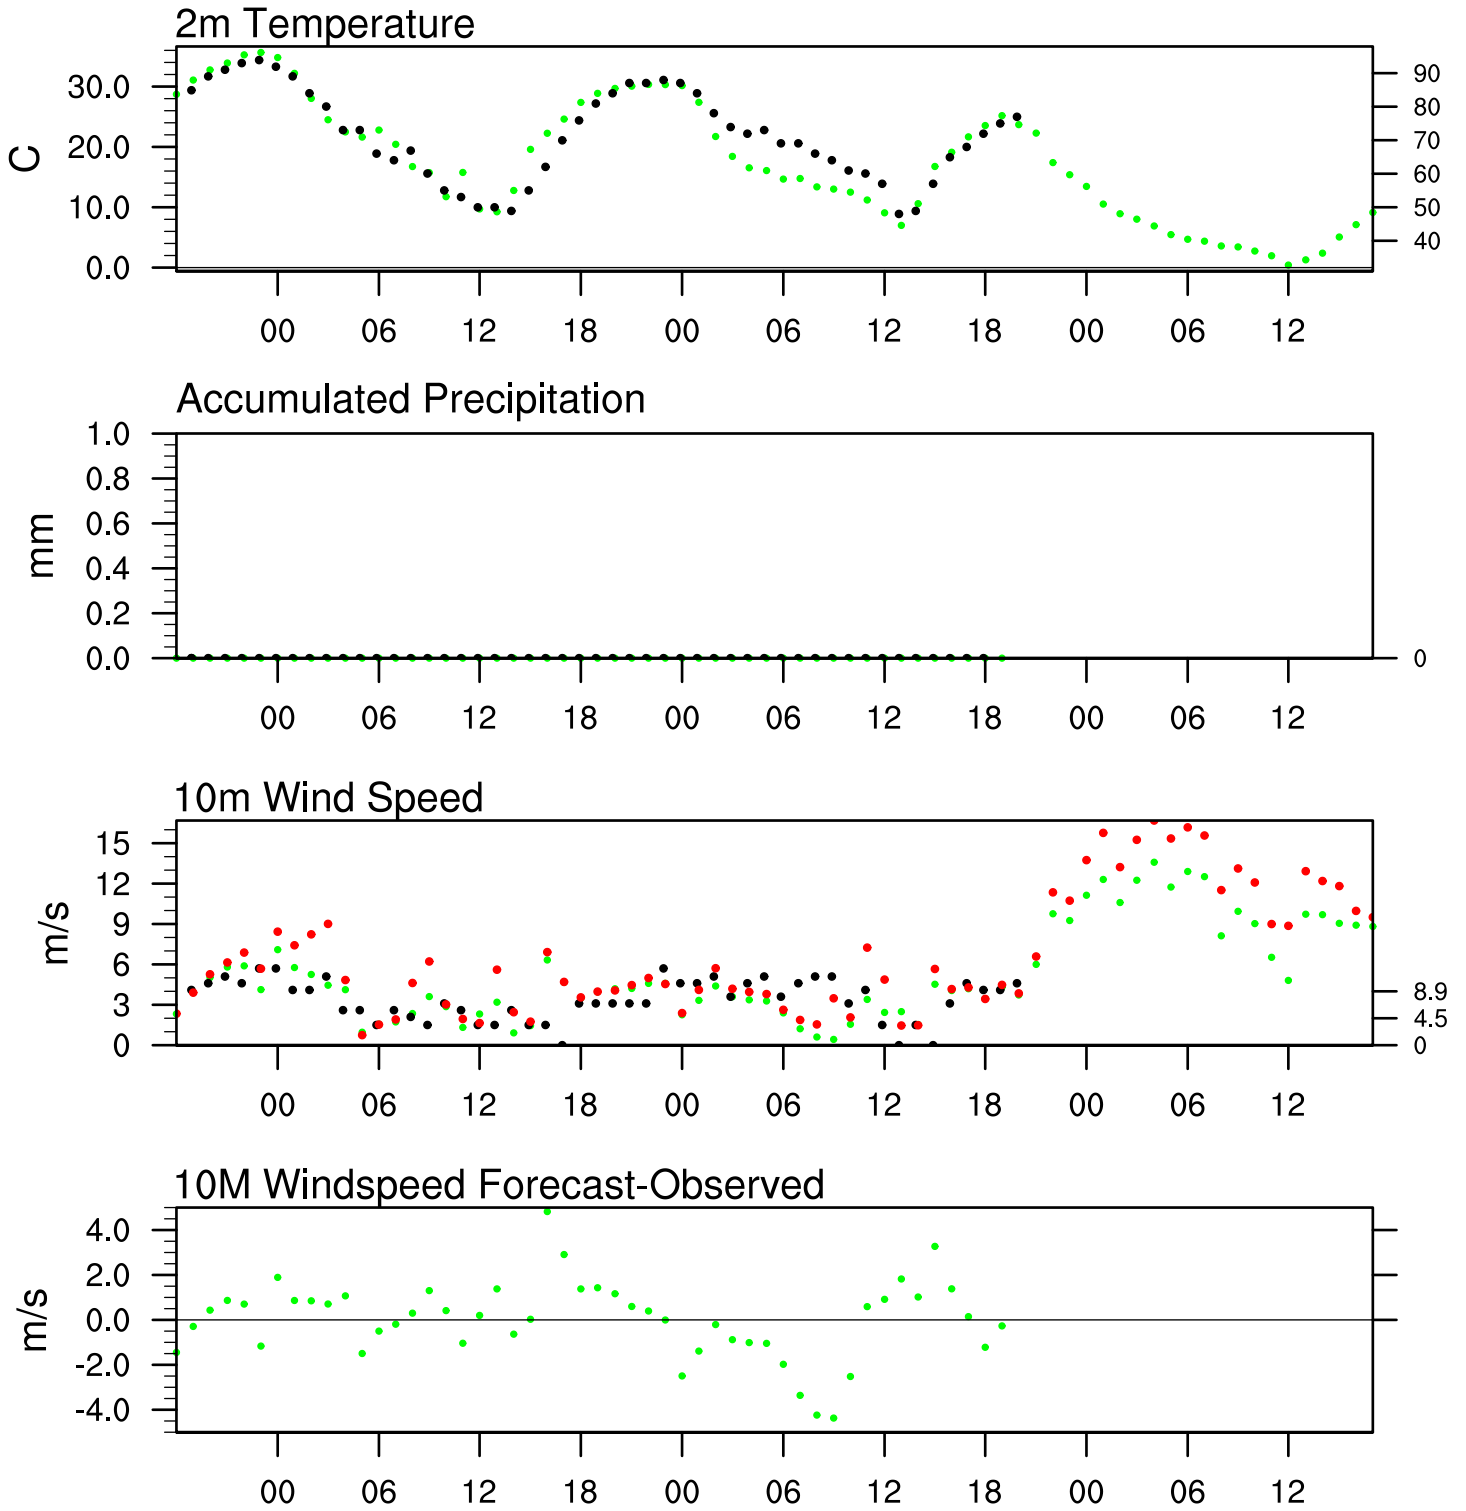 2m Temperature
C
30.0
20.0
10.0
0.0
90
80
70
60
50
40
00 06 12 18 00 06 12 18 00 06 12
Accumulated Precipitation
mm
1.0
0.8
0.6
0.4
0.2
0.0
0
00 06 12 18 00 06 12 18 00 06 12
10m Wind Speed
m/s
15
12
9
6
3
0
8.9
4.5
0
00 06 12 18 00 06 12 18 00 06 12
10M Windspeed Forecast-Observed
m/s
4.0
2.0
0.0
-2.0
-4.0
00 06 12 18 00 06 12 18 00 06 12